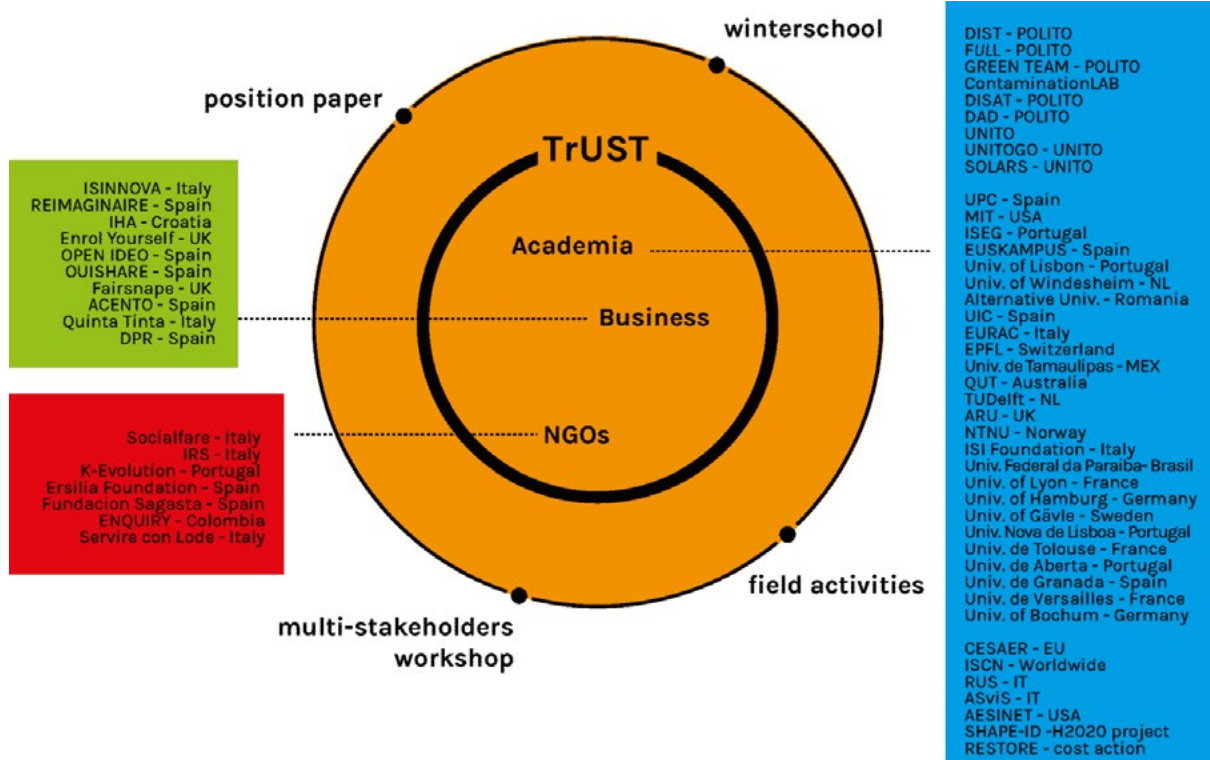 winterschool
position paper
TrUST
Academia
Business
NGOs
field activities
multi-stakeholders
workshop
ISINNOVA - Italy
REIMAGINAIRE - Spain
IHA - Croatia
Enrol Yourself - UK
OPEN IDEO - Spain
OUISHARE - Spain
Fairsnape - UK
ACENTO - Spain
Quinta Tinta - Italy
DPR - Spain
Socialfare - Italy
IRS - Italy
K-Evolution - Portugal
Ersilia Foundation - Spain
Fundacion Sagasta - Spain
ENQUIRY - Colombia
Servire con Lode - Italy
DIST - POLITO
FULL - POLITO
GREEN TEAM - POLITO
ContaminationLAB
DISAT - POLITO
DAD - POLITO
UNITO
UNITOGO - UNITO
SOLARS - UNITO
UPC - Spain
MIT - USA
ISEG - Portugal
EUSKAMPUS - Spain
Univ. of Lisbon - Portugal
Univ. of Windesheim - NL
Alternative Univ. - Romania
UIC - Spain
EURAC - Italy
EPFL - Switzerland
Univ. de Tamaulipas - MEX
QUT - Australia
TUDelft - NL
ARU - UK
NTNU - Norway
ISI Foundation - Italy
Univ. Federal da Paraiba- Brasil
Univ. of Lyon - France
Univ. of Hamburg - Germany
Univ. of Gävle - Sweden
Univ. Nova de Lisboa - Portugal
Univ. de Tolouse - France
Univ. de Aberta - Portugal
Univ. de Granada - Spain
Univ. de Versailles - France
Univ. of Bochum - Germany
CESAER - EU
ISCN - Worldwide
RUS - IT
ASviS - IT
AESINET - USA
SHAPE-ID -H2020 project
RESTORE - cost action